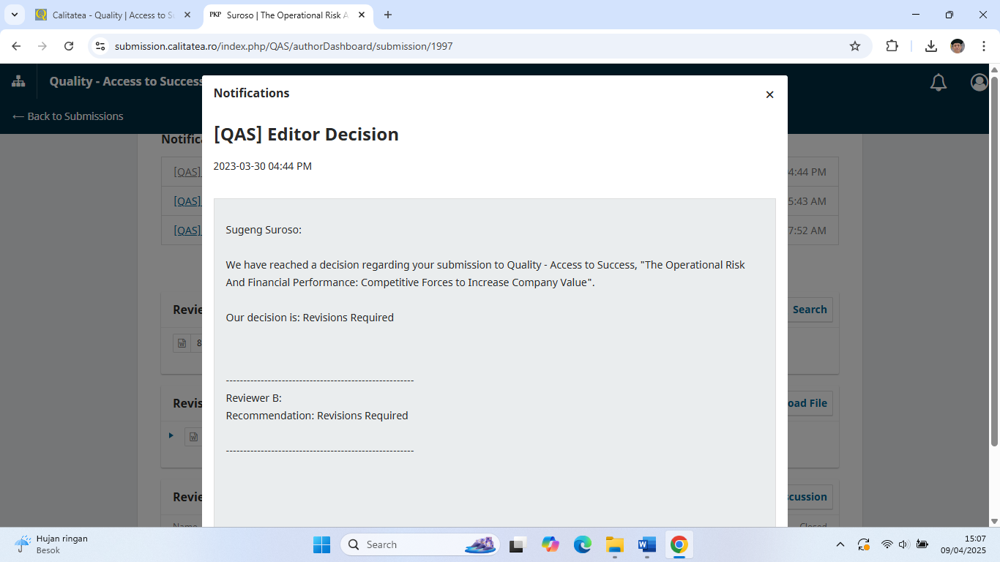 Calitatea - Quality | Access to Su
PKP Suroso | The Operational Risk A
submission.calitatea.ro/index.php/QAS/authorDashboard/submission/1997
Quality - Access to Success
← Back to Submissions
Notifications
[QAS] Editor Decision
2023-03-30 04:44 PM
Sugeng Suroso:
We have reached a decision regarding your submission to Quality - Access to Success, "The Operational Risk
And Financial Performance: Competitive Forces to Increase Company Value".
Our decision is: Revisions Required
------------------------------------------------------
Reviewer B:
Recommendation: Revisions Required
------------------------------------------------------
Notifica
[QAS] 4:44 PM
[QAS] 5:43 AM
[QAS] 7:52 AM
Revie Search
8
Revis oad File
Revie cussion
Name Closed
Hujan ringan
Besok
Search
15:07
09/04/2025